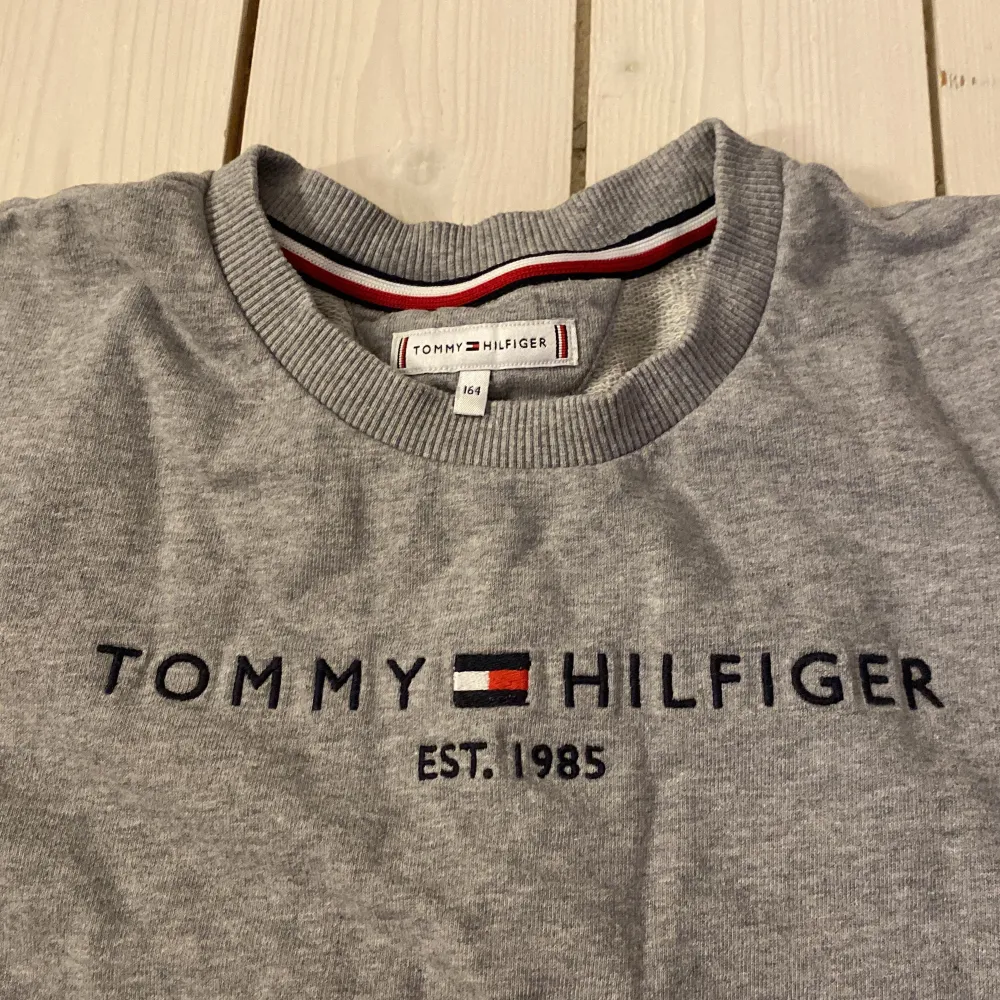 TOMMY HILFIGER
164
TOMMY HILFIGER
EST. 1985